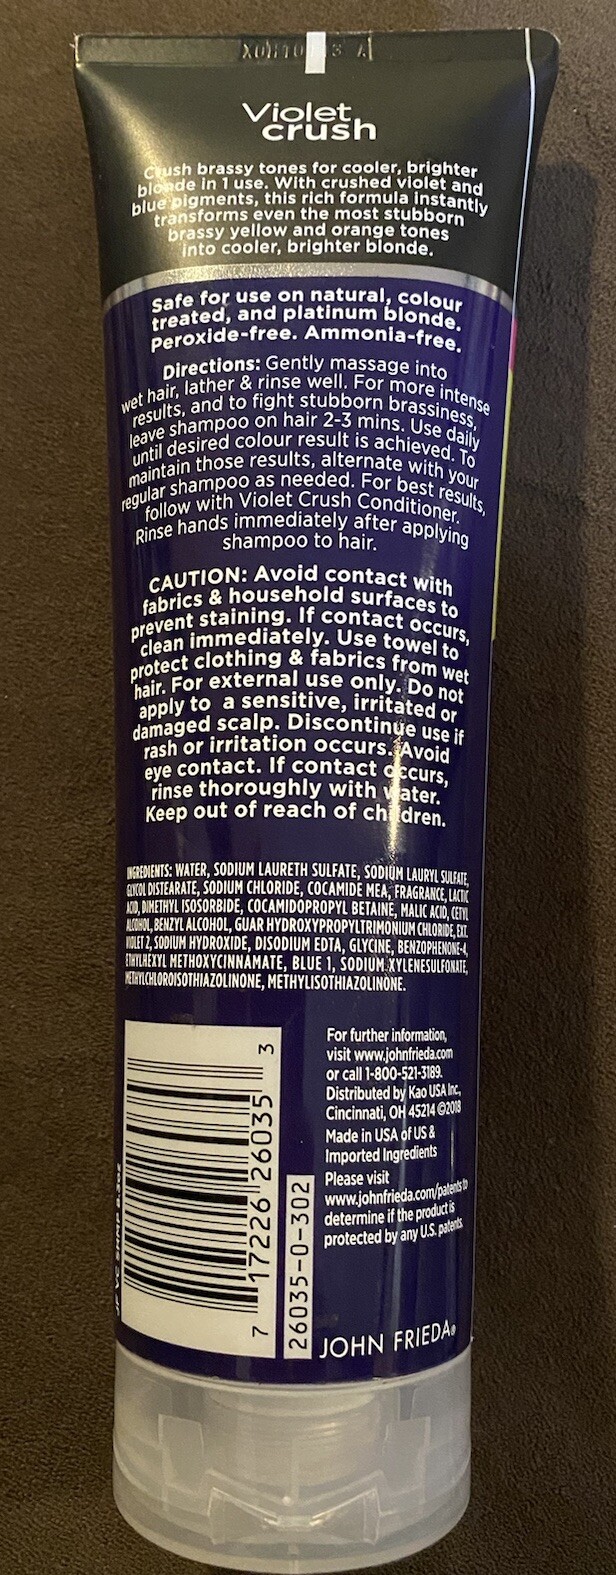 Violet
crush
Crush brassy tones for cooler, brighter
blonde in 1 use. With crushed violet and
blue pigments, this rich formula instantly
transforms even the most stubborn
brassy yellow and orange tones
into cooler, brighter blonde.
Safe for use on natural, colour
treated, and platinum blonde.
Peroxide-free. Ammonia-free.
Directions: Gently massage into
wet hair, lather & rinse well. For more intense
results, and to fight stubborn brassiness,
leave shampoo on hair 2-3 mins. Use daily
until desired colour result is achieved. To
maintain those results, alternate with your
regular shampoo as needed. For best results,
follow with Violet Crush Conditioner.
Rinse hands immediately after applying
shampoo to hair.
CAUTION: Avoid contact with
fabrics & household surfaces to
prevent staining. If contact occurs,
clean immediately. Use towel to
protect clothing & fabrics from wet
hair. For external use only. Do not
apply to a sensitive, irritated or
damaged scalp. Discontinue use if
rash or irritation occurs. Avoid
eye contact. If contact occurs,
rinse thoroughly with water.
Keep out of reach of children.
INGREDIENTS: WATER, SODIUM LAURETH SULFATE, SODIUM LAURYL SULFATE,
GLYCOL DISTEARATE, SODIUM CHLORIDE, COCAMIDE MEA, FRAGRANCE, LACTIC
ACID, DIMETHYL ISOSORBIDE, COCAMIDOPROPYL BETAINE, MALIC ACID, CETYL
ALCOHOL, BENZYL ALCOHOL, GUAR HYDROXYPROPYLTRIMONIUM CHLORIDE, EXT.
VIOLET 2, SODIUM HYDROXIDE, DISODIUM EDTA, GLYCINE, BENZOPHENONE-4,
ETHYLHEXYL METHOXYCINNAMATE, BLUE 1, SODIUM XYLENESULFONATE,
METHYLCHLOROISOTHIAZOLINONE, METHYLISOTHIAZOLINONE.
For further information,
visit www.johnfrieda.com
or call 1-800-521-3189.
Distributed by Kao USA Inc.,
Cincinnati, OH 45214 ©2018
Made in USA of US &
Imported Ingredients
Please visit
www.johnfrieda.com/patents to
determine if the product is
protected by any U.S. patents.
7 17226 26035 3
26035-0-302
JOHN FRIEDA®